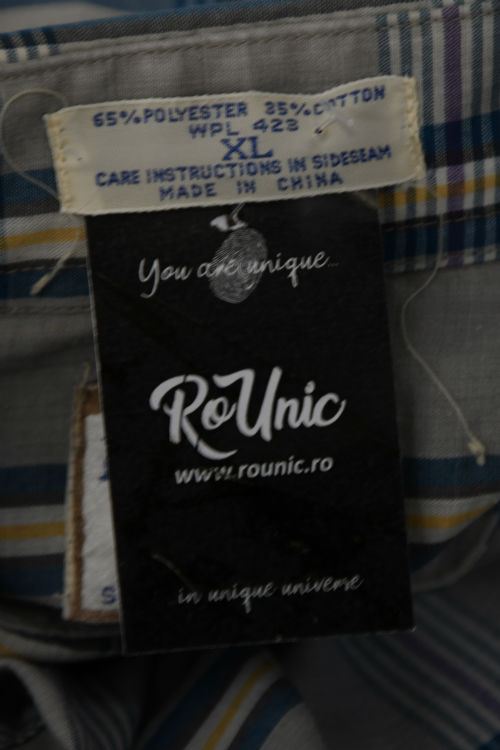 65% POLYESTER 35% COTTON
WPL 423
XL
CARE INSTRUCTIONS IN SIDESEAM
MADE IN CHINA
You are unique...
RoUnic
www.rounic.ro
...in unique universe
S